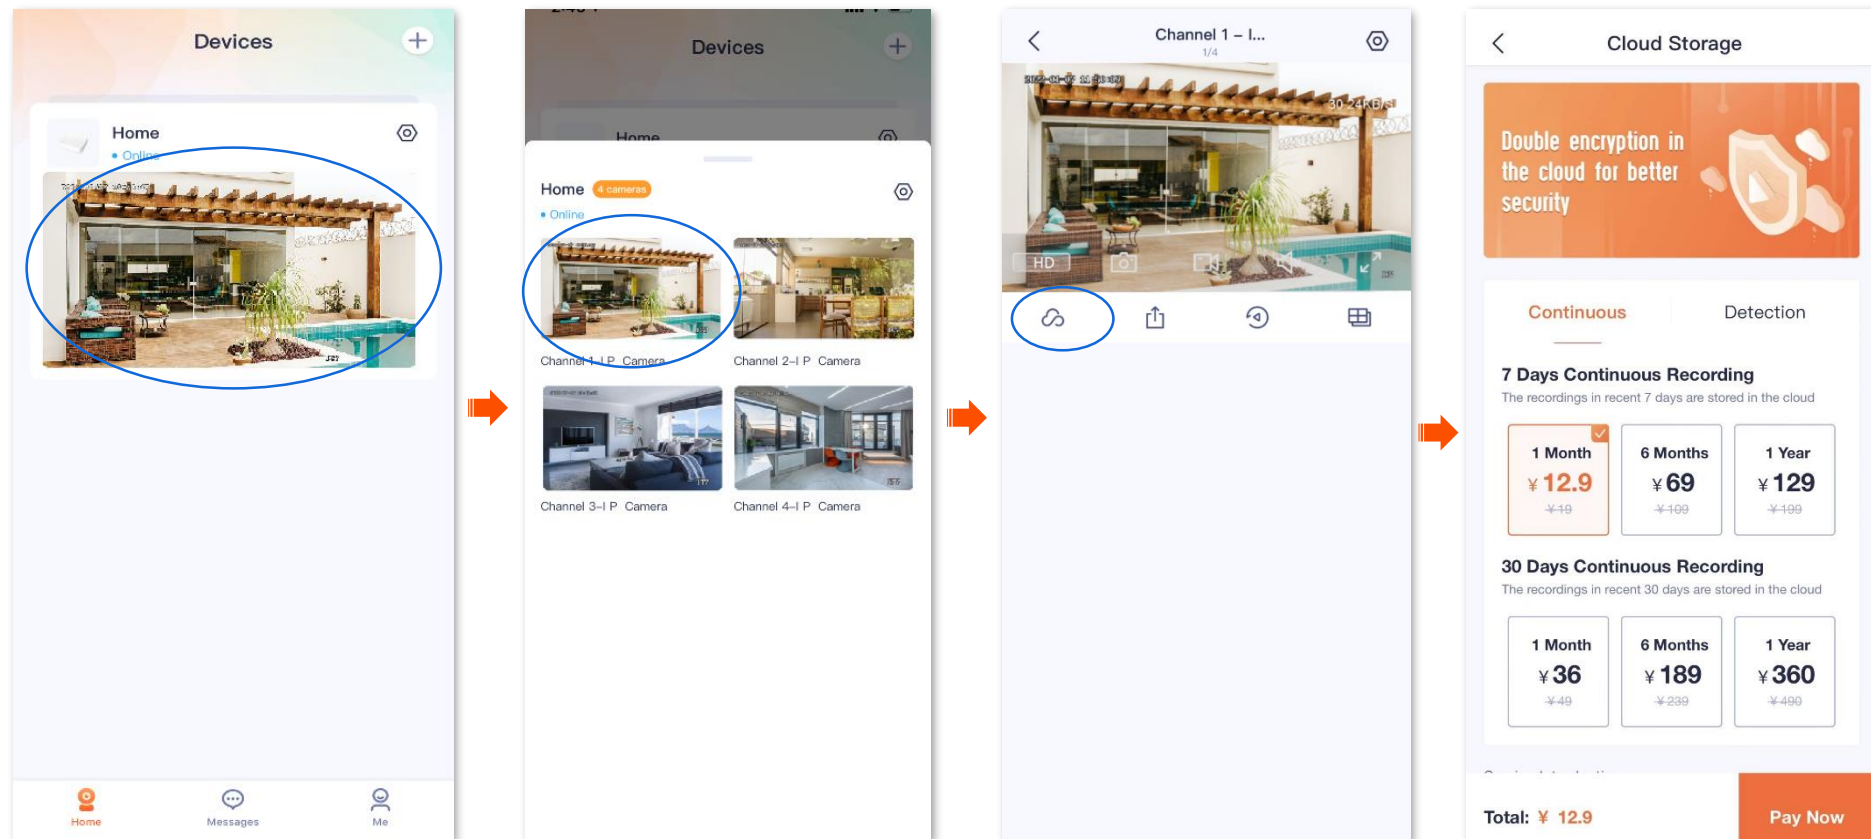 Devices
Home
• Online
Home
Messages
Me
Devices
Home
Home
4 cameras
• Online
Channel 1-I P Camera
Channel 2-I P Camera
Channel 3-I P Camera
Channel 4-I P Camera
Channel 1 – I...
1/4
HD
Cloud Storage
Double encryption in
the cloud for better
security
Continuous
Detection
7 Days Continuous Recording
The recordings in recent 7 days are stored in the cloud
1 Month
6 Months
1 Year
¥ 12.9
¥ 69
¥ 129
¥ 19
¥ 109
¥ 199
30 Days Continuous Recording
The recordings in recent 30 days are stored in the cloud
1 Month
6 Months
1 Year
¥ 36
¥ 189
¥ 360
¥ 49
¥ 239
¥ 490
Total: ¥ 12.9
Pay Now